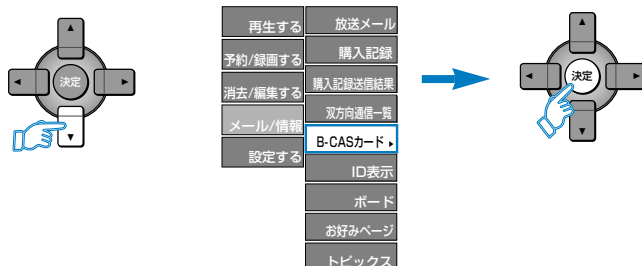 決定
再生する
予約/録画する
消去/編集する
メール/情報
設定する
放送メール
購入記録
購入記録送信結果
双方向通信一覧
B-CASカード
ID表示
ボード
お好みページ
トピックス
決定